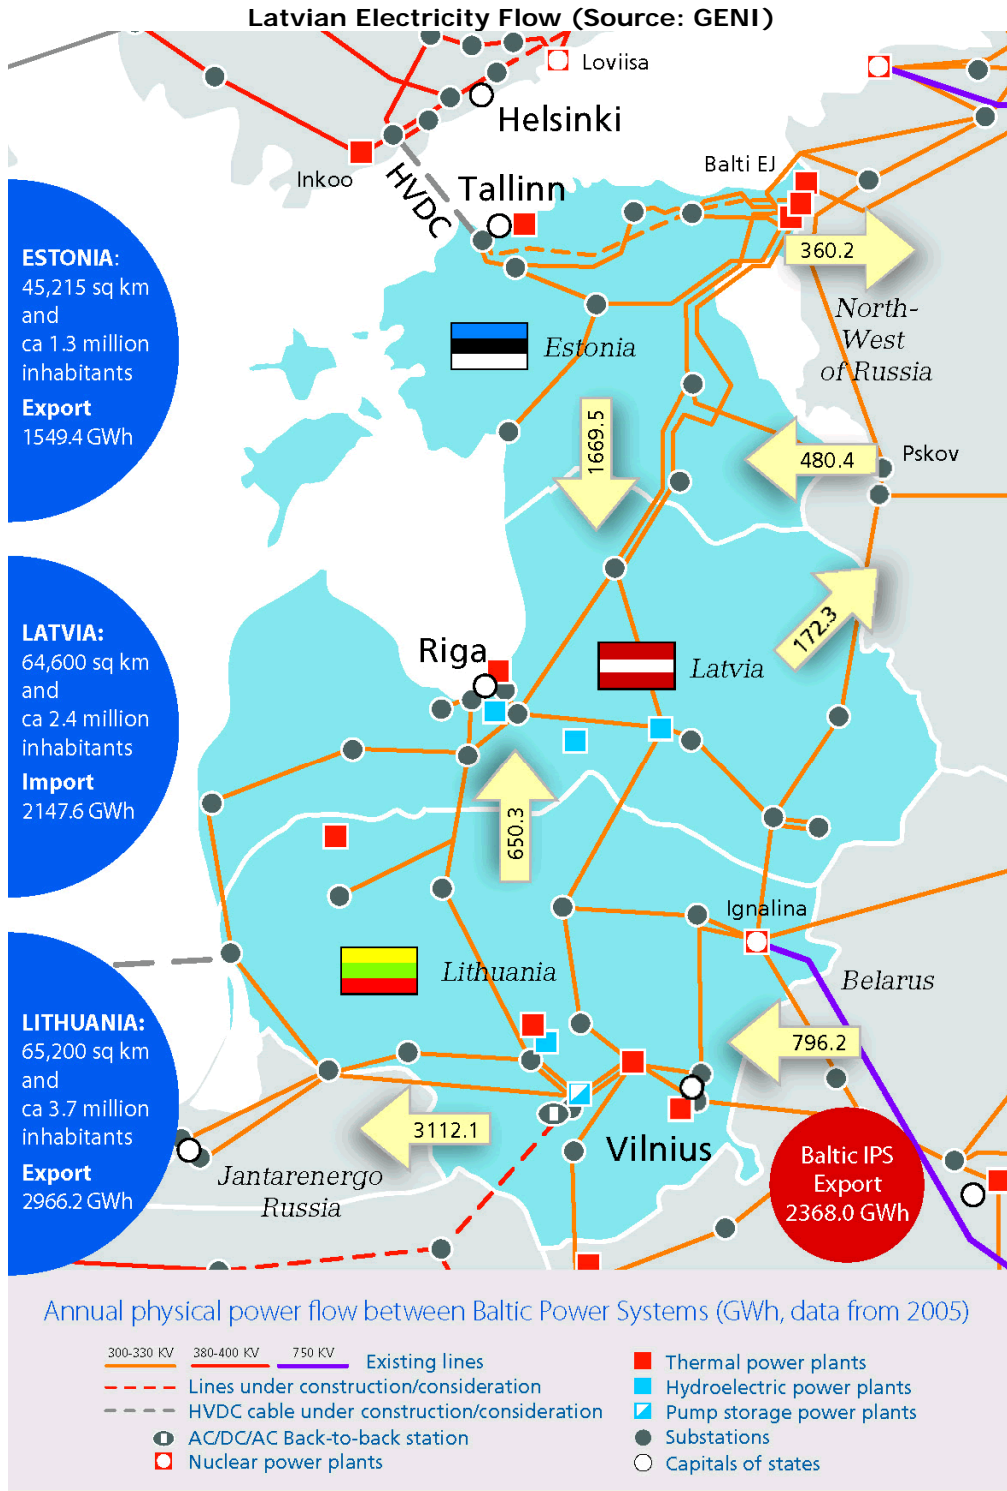 Latvian Electricity Flow (Source: GENI)
Loviisa
Helsinki
Inkoo
HVDC
Tallinn
Balti EJ
360.2
North-
West
of Russia
ESTONIA:
45,215 sq km
and
ca 1.3 million
inhabitants
Export
1549.4 GWh
Estonia
1669.5
480.4
Pskov
172.3
LATVIA:
64,600 sq km
and
ca 2.4 million
inhabitants
Import
2147.6 GWh
Riga
Latvia
650.3
Ignalina
Lithuania
Belarus
796.2
LITHUANIA:
65,200 sq km
and
ca 3.7 million
inhabitants
Export
2966.2 GWh
3112.1
Vilnius
Jantarenergo
Russia
Baltic IPS
Export
2368.0 GWh
Annual physical power flow between Baltic Power Systems (GWh, data from 2005)
300-330 KV 380-400 KV 750 KV
Existing lines
Lines under construction/consideration
HVDC cable under construction/consideration
AC/DC/AC Back-to-back station
Nuclear power plants
Thermal power plants
Hydroelectric power plants
Pump storage power plants
Substations
Capitals of states